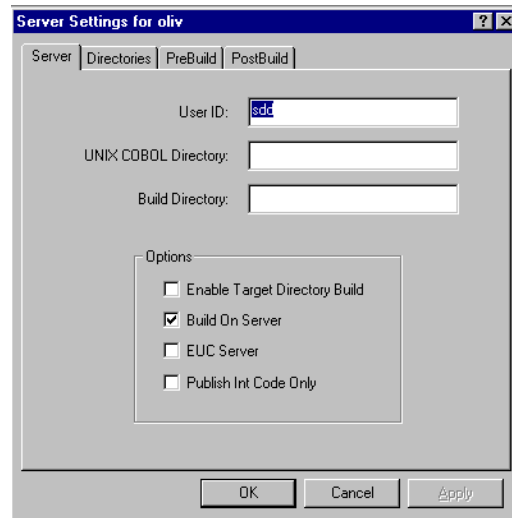 Server Settings for oliv
Server Directories PreBuild PostBuild
User ID: sdd
UNIX COBOL Directory:
Build Directory:
Options
Enable Target Directory Build
Build On Server
EUC Server
Publish Int Code Only
OK Cancel Apply